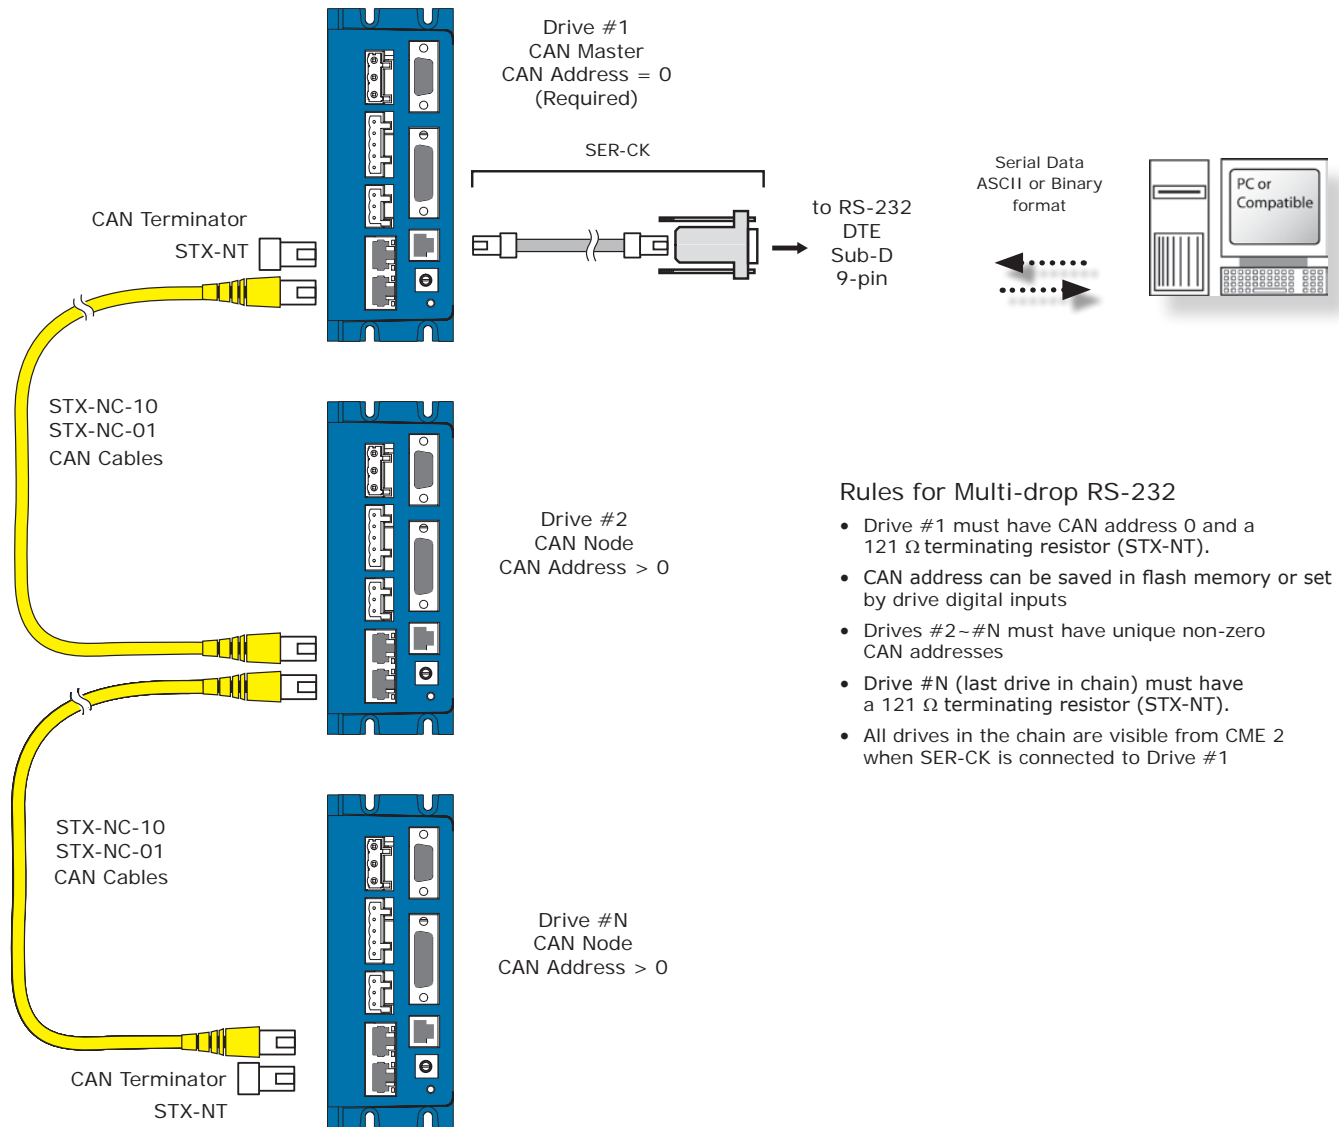 Drive #1
CAN Master
CAN Address = 0
(Required)
SER-CK
Serial Data
ASCII or Binary
format
PC or
Compatible
to RS-232
DTE
Sub-D
9-pin
CAN Terminator
STX-NT
STX-NC-10
STX-NC-01
CAN Cables
Drive #2
CAN Node
CAN Address > 0
Rules for Multi-drop RS-232
• Drive #1 must have CAN address 0 and a
121 Ω terminating resistor (STX-NT).
• CAN address can be saved in flash memory or set
by drive digital inputs
• Drives #2~#N must have unique non-zero
CAN addresses
• Drive #N (last drive in chain) must have
a 121 Ω terminating resistor (STX-NT).
• All drives in the chain are visible from CME 2
when SER-CK is connected to Drive #1
STX-NC-10
STX-NC-01
CAN Cables
Drive #N
CAN Node
CAN Address > 0
CAN Terminator
STX-NT